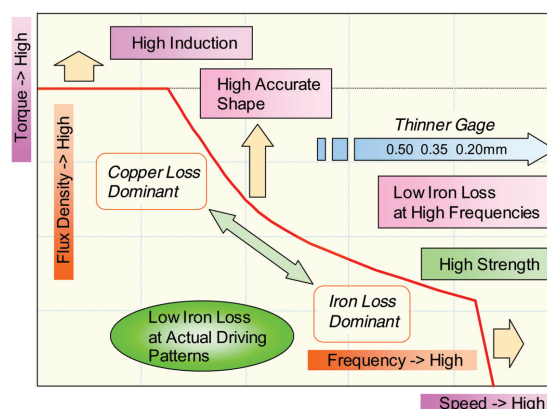 Torque -> High
High Induction
High Accurate
Shape
Flux Density -> High
Thinner Gage
0.50 0.35 0.20mm
Copper Loss
Dominant
Low Iron Loss
at High Frequencies
High Strength
Low Iron Loss
at Actual Driving
Patterns
Iron Loss
Dominant
Frequency -> High
Speed -> High